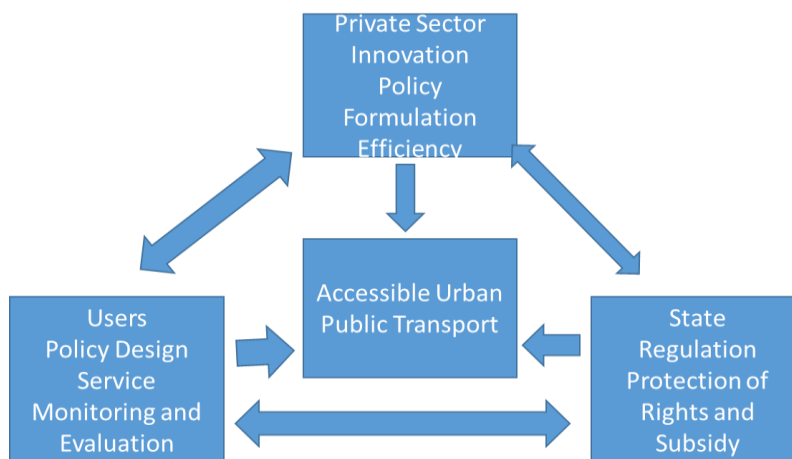 Private Sector
Innovation
Policy
Formulation
Efficiency
Accessible Urban
Public Transport
Users
Policy Design
Service
Monitoring and
Evaluation
State
Regulation
Protection of
Rights and
Subsidy